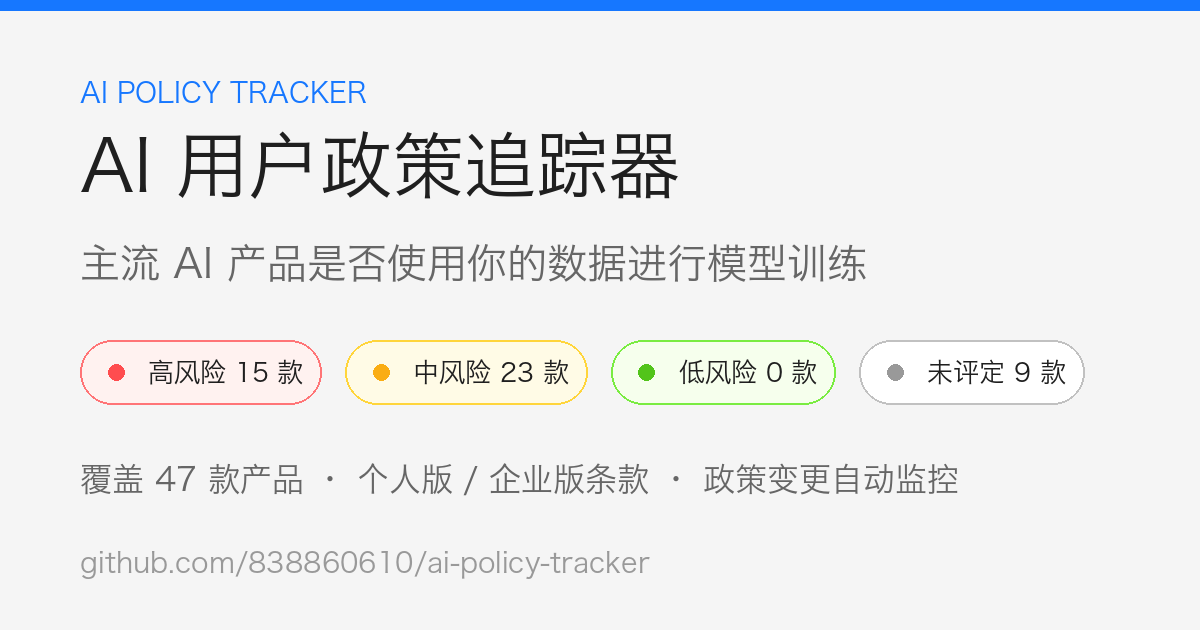 AI POLICY TRACKER
AI 用户政策追踪器
主流 AI 产品是否使用你的数据进行模型训练
高风险 15 款 中风险 23 款 低风险 0 款 未评定 9 款
覆盖 47 款产品 · 个人版 / 企业版条款 · 政策变更自动监控
github.com/838860610/ai-policy-tracker